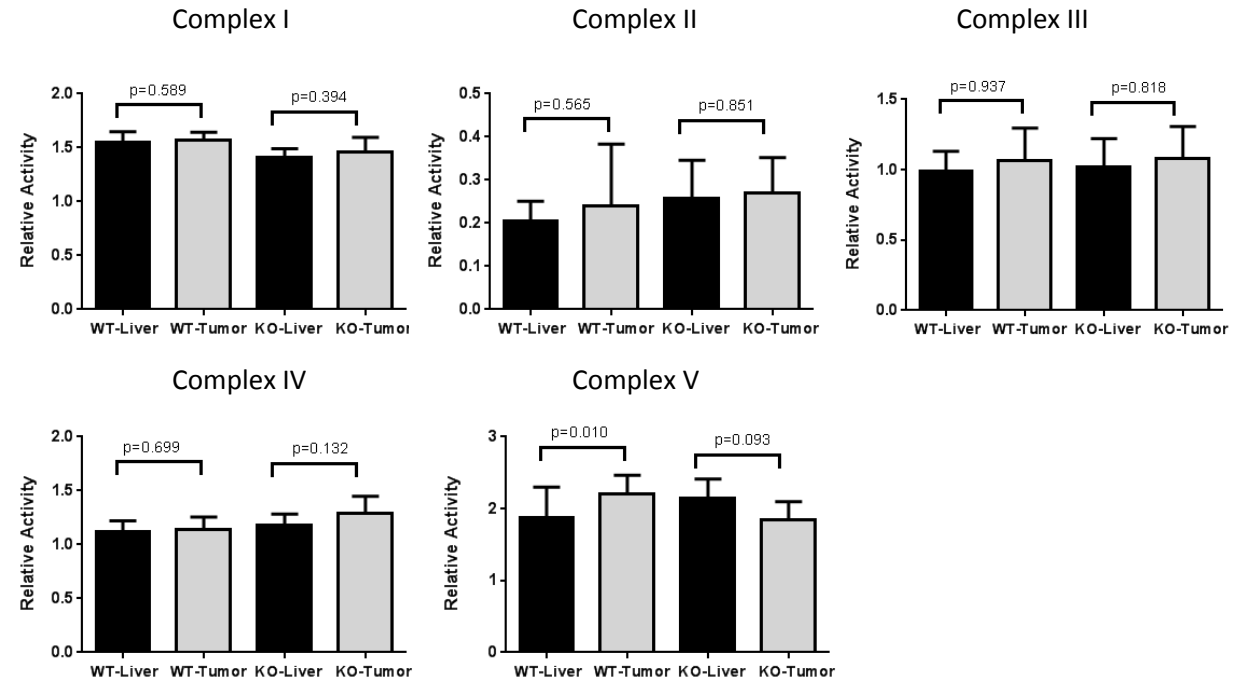 Complex I
p=0.589
p=0.394
2.0
1.5
1.0
0.5
0.0
Relative Activity
WT-Liver WT-Tumor KO-Liver KO-Tumor
Complex II
p=0.565
p=0.851
0.5
0.4
0.3
0.2
0.1
0.0
Relative Activity
WT-Liver WT-Tumor KO-Liver KO-Tumor
Complex III
p=0.937
p=0.818
1.5
1.0
0.5
0.0
Relative Activity
WT-Liver WT-Tumor KO-Liver KO-Tumor
Complex IV
p=0.699
p=0.132
2.0
1.5
1.0
0.5
0.0
Relative Activity
WT-Liver WT-Tumor KO-Liver KO-Tumor
Complex V
p=0.010
p=0.093
3
2
1
0
Relative Activity
WT-Liver WT-Tumor KO-Liver KO-Tumor